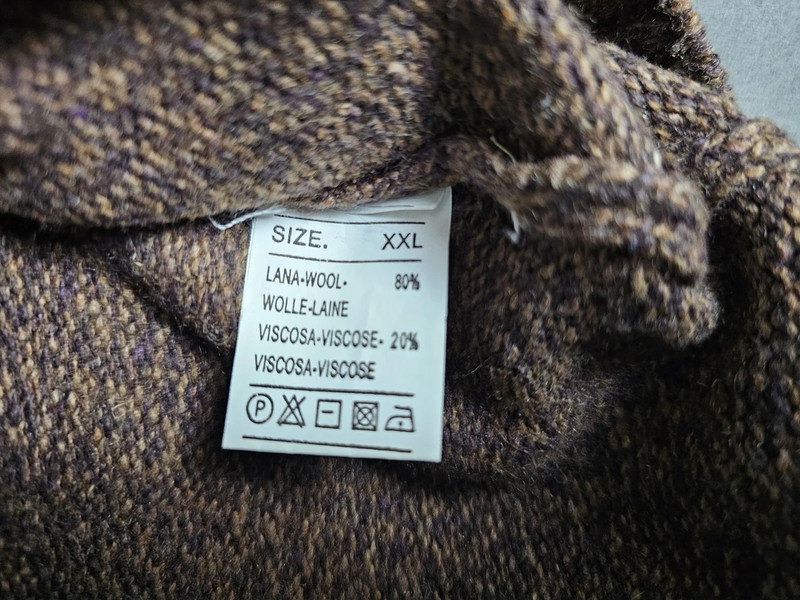 SIZE. XXL
LANA-WOOL- 80%
WOLLE-LAINE
VISCOSA-VISCOSE- 20%
VISCOSA-VISCOSE
P